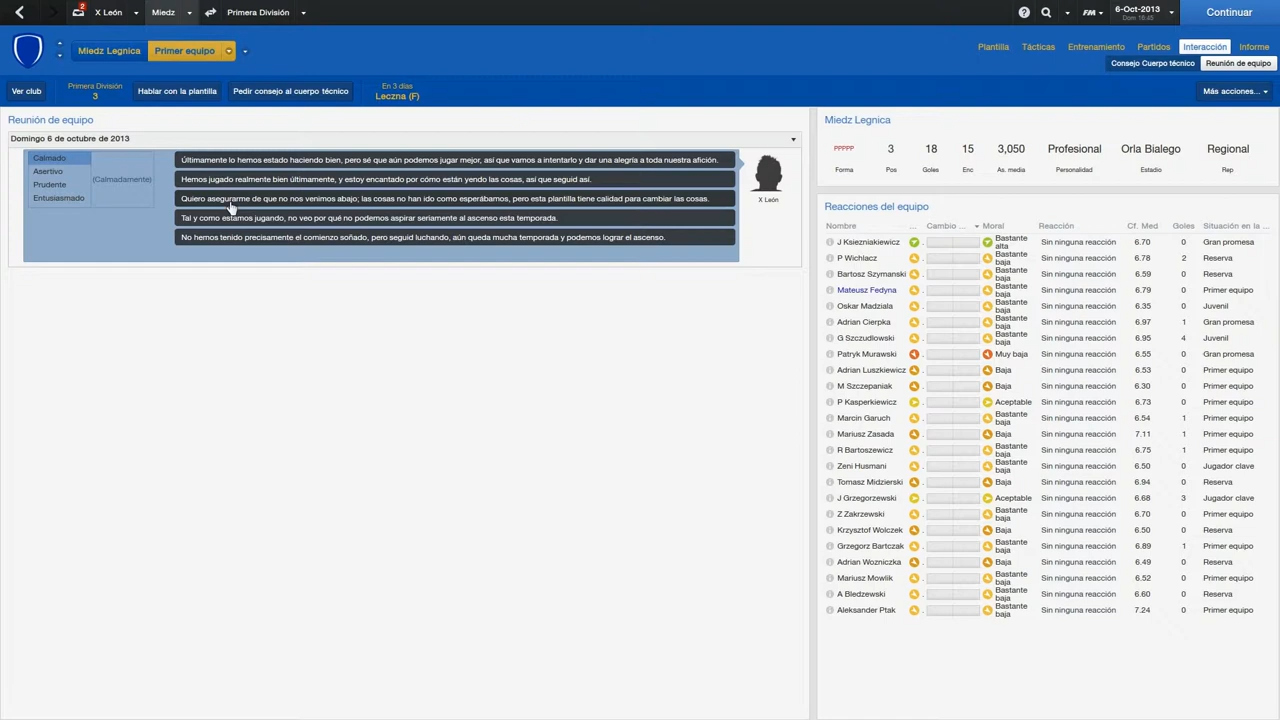 2
X León
Miedz
Primera División
FM
6-Oct-2013
Dom 16:45
Continuar
Miedz Legnica
Primer equipo
Plantilla
Tácticas
Entrenamiento
Partidos
Interacción
Informe
Consejo Cuerpo técnico
Reunión de equipo
Ver club
Primera División
3
Hablar con la plantilla
Pedir consejo al cuerpo técnico
En 3 días
Leczna (F)
Más acciones...
Reunión de equipo
Domingo 6 de octubre de 2013
Calmado
Asertivo
Prudente
Entusiasmado
(Calmadamente)
Últimamente lo hemos estado haciendo bien, pero sé que aún podemos jugar mejor, así que vamos a intentarlo y dar una alegría a toda nuestra afición.
Hemos jugado realmente bien últimamente, y estoy encantado por cómo están yendo las cosas, así que seguid así.
Quiero asegurarme de que no nos venimos abajo; las cosas no han ido como esperábamos, pero esta plantilla tiene calidad para cambiar las cosas.
Tal y como estamos jugando, no veo por qué no podemos aspirar seriamente al ascenso esta temporada.
No hemos tenido precisamente el comienzo soñado, pero seguid luchando, aún queda mucha temporada y podemos lograr el ascenso.
X León
Miedz Legnica
PPPPP 3 18 15 3,050 Profesional Orla Bialego Regional
Forma Pos Goles Enc As. media Personalidad Estadio Rep
Reacciones del equipo
Nombre ... Cambio ... Moral Reacción Cf. Med Goles Situación en la ...
J Ksiezniakiewicz Bastante alta Sin ninguna reacción 6.70 0 Gran promesa
P Wichlacz Bastante baja Sin ninguna reacción 6.78 2 Reserva
Bartosz Szymanski Bastante baja Sin ninguna reacción 6.59 0 Reserva
Mateusz Fedyna Bastante baja Sin ninguna reacción 6.79 0 Primer equipo
Oskar Madziala Bastante baja Sin ninguna reacción 6.35 0 Juvenil
Adrian Cierpka Bastante baja Sin ninguna reacción 6.97 1 Gran promesa
G Szczudlowski Bastante baja Sin ninguna reacción 6.95 4 Juvenil
Patryk Murawski Muy baja Sin ninguna reacción 6.55 0 Gran promesa
Adrian Luszkiewicz Baja Sin ninguna reacción 6.53 0 Primer equipo
M Szczepaniak Baja Sin ninguna reacción 6.30 0 Primer equipo
P Kasperkiewicz Aceptable Sin ninguna reacción 6.73 0 Primer equipo
Marcin Garuch Bastante baja Sin ninguna reacción 6.54 1 Primer equipo
Mariusz Zasada Baja Sin ninguna reacción 7.11 1 Primer equipo
R Bartoszewicz Bastante baja Sin ninguna reacción 6.75 1 Primer equipo
Zeni Husmani Bastante baja Sin ninguna reacción 6.50 0 Jugador clave
Tomasz Midzierski Baja Sin ninguna reacción 6.94 0 Reserva
J Grzegorzewski Aceptable Sin ninguna reacción 6.68 3 Jugador clave
Z Zakrzewski Bastante baja Sin ninguna reacción 6.70 0 Primer equipo
Krzysztof Wolczek Baja Sin ninguna reacción 6.50 0 Reserva
Grzegorz Bartczak Bastante baja Sin ninguna reacción 6.89 1 Primer equipo
Adrian Wozniczka Baja Sin ninguna reacción 6.49 0 Reserva
Mariusz Mowlik Bastante baja Sin ninguna reacción 6.52 0 Primer equipo
A Bledzewski Bastante baja Sin ninguna reacción 6.60 0 Reserva
Aleksander Ptak Bastante baja Sin ninguna reacción 7.24 0 Primer equipo